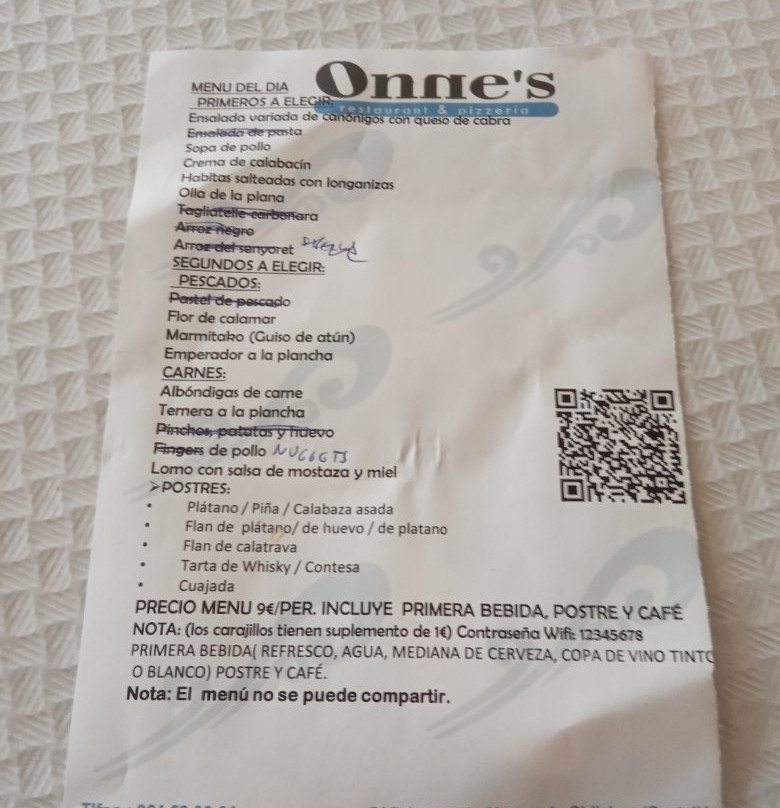 Onnae's
restaurant & pizzeria
MENU DEL DIA
PRIMEROS A ELEGIR:
Ensalada variada de canónigos con queso de cabra
Ensalada de pasta
Sopa de pollo
Crema de calabacín
Habitas salteadas con longanizas
Olla de la plana
Tagliatelle carbonara
Arroz negro
Arroz del senyoret
SEGUNDOS A ELEGIR:
PESCADOS:
Pastel de pescado
Flor de calamar
Marmitako (Guiso de atún)
Emperador a la plancha
CARNES:
Albóndigas de carne
Ternera a la plancha
Pinchos, patatas y huevo
Fingers de pollo NUGGETS
Lomo con salsa de mostaza y miel
➢POSTRES:
• Plátano / Piña / Calabaza asada
• Flan de plátano/ de huevo / de platano
• Flan de calatrava
• Tarta de Whisky / Contesa
• Cuajada
PRECIO MENU 9€/PER. INCLUYE PRIMERA BEBIDA, POSTRE Y CAFÉ
NOTA: (los carajillos tienen suplemento de 1€) Contraseña Wifi: 12345678
PRIMERA BEBIDA( REFRESCO, AGUA, MEDIANA DE CERVEZA, COPA DE VINO TINTO
O BLANCO) POSTRE Y CAFÉ.
Nota: El menú no se puede compartir.